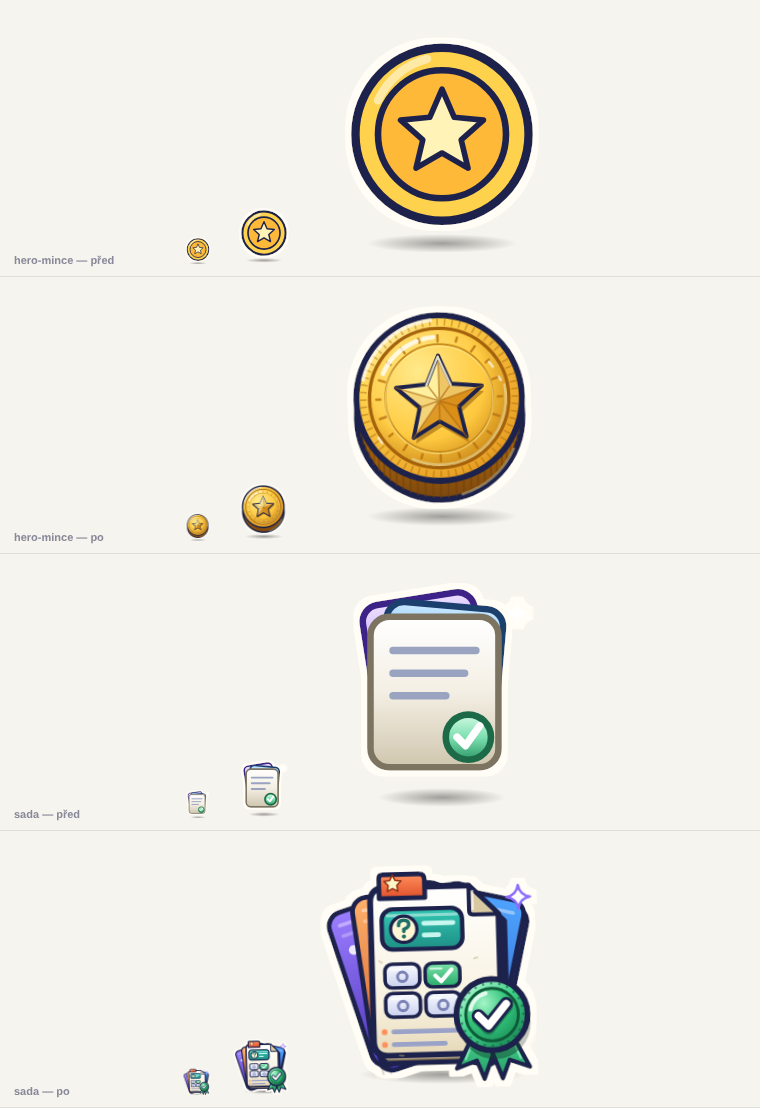 hero-mince — před
hero-mince — po
sada — před
?
sada — po